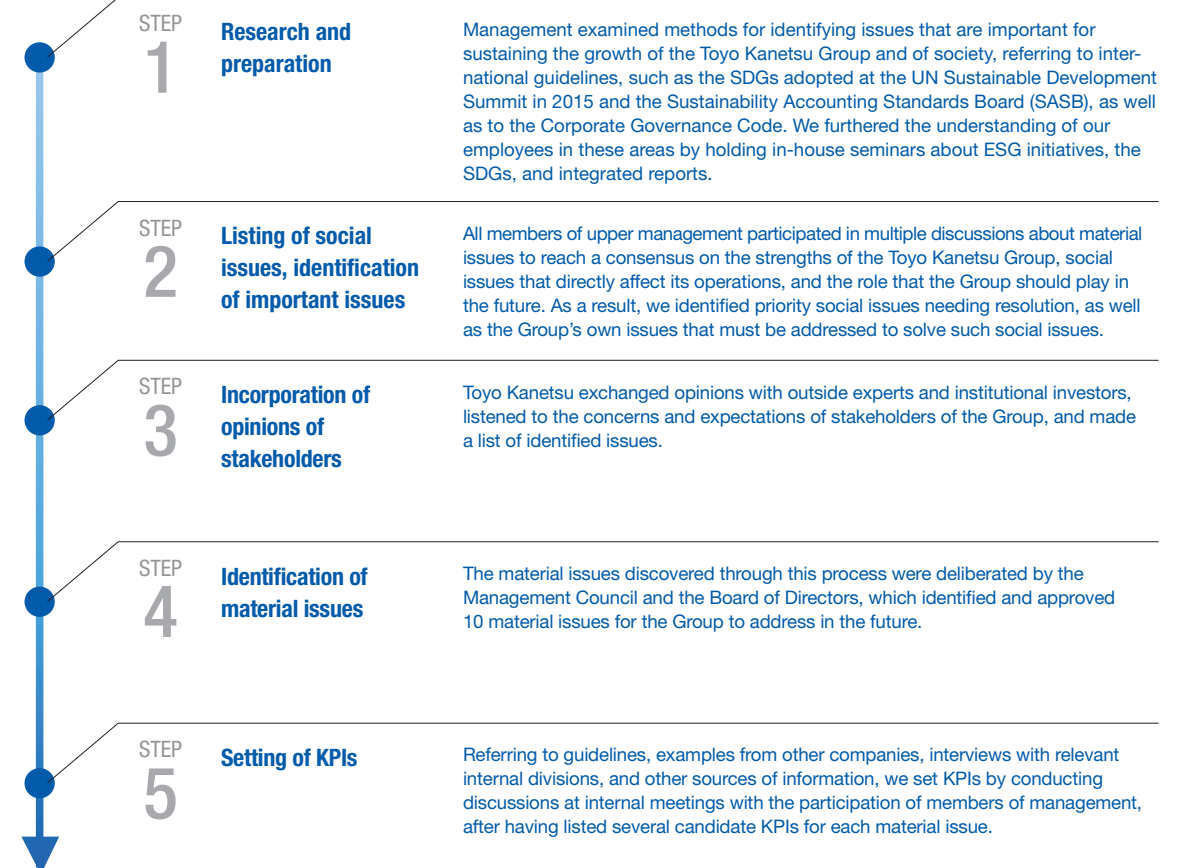 STEP
1
Research and
preparation
Management examined methods for identifying issues that are important for
sustaining the growth of the Toyo Kanetsu Group and of society, referring to inter-
national guidelines, such as the SDGs adopted at the UN Sustainable Development
Summit in 2015 and the Sustainability Accounting Standards Board (SASB), as well
as to the Corporate Governance Code. We furthered the understanding of our
employees in these areas by holding in-house seminars about ESG initiatives, the
SDGs, and integrated reports.
STEP
2
Listing of social
issues, identification
of important issues
All members of upper management participated in multiple discussions about material
issues to reach a consensus on the strengths of the Toyo Kanetsu Group, social
issues that directly affect its operations, and the role that the Group should play in
the future. As a result, we identified priority social issues needing resolution, as well
as the Group's own issues that must be addressed to solve such social issues.
STEP
3
Incorporation of
opinions of
stakeholders
Toyo Kanetsu exchanged opinions with outside experts and institutional investors,
listened to the concerns and expectations of stakeholders of the Group, and made
a list of identified issues.
STEP
4
Identification of
material issues
The material issues discovered through this process were deliberated by the
Management Council and the Board of Directors, which identified and approved
10 material issues for the Group to address in the future.
STEP
5
Setting of KPIs
Referring to guidelines, examples from other companies, interviews with relevant
internal divisions, and other sources of information, we set KPIs by conducting
discussions at internal meetings with the participation of members of management,
after having listed several candidate KPIs for each material issue.